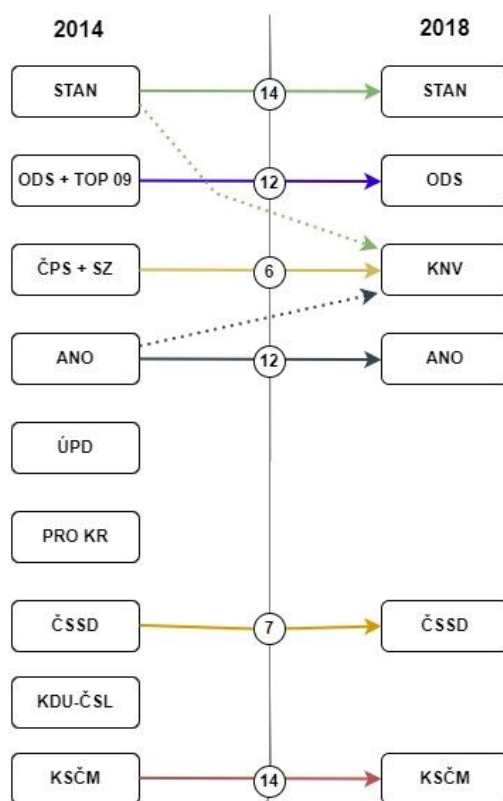 2014 2018
STAN 14 STAN
ODS + TOP 09 12 ODS
ČPS + SZ 6 KNV
ANO 12 ANO
ÚPD
PRO KR
ČSSD 7 ČSSD
KDU-ČSL
KSČM 14 KSČM